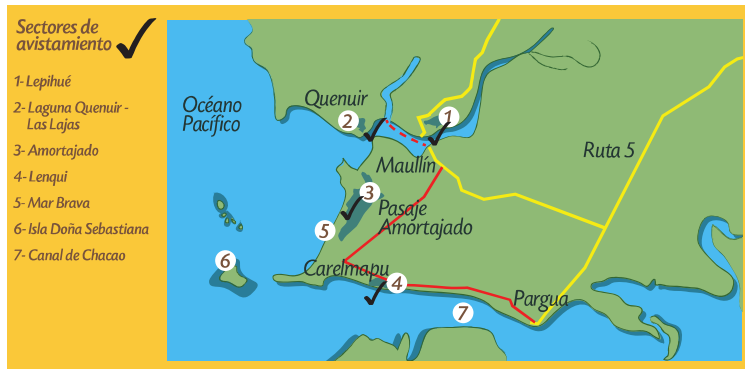 Sectores de
avistamiento
1- Lepihué
2- Laguna Quenuir -
Las Lajas
3- Amortajado
4- Lenqui
5- Mar Brava
6- Isla Doña Sebastiana
7- Canal de Chacao
Océano
Pacífico
Quenuir
2
1
Maullín
Ruta 5
3
Pasaje
Amortajado
5
6
Carelmapu
4
Pargua
7